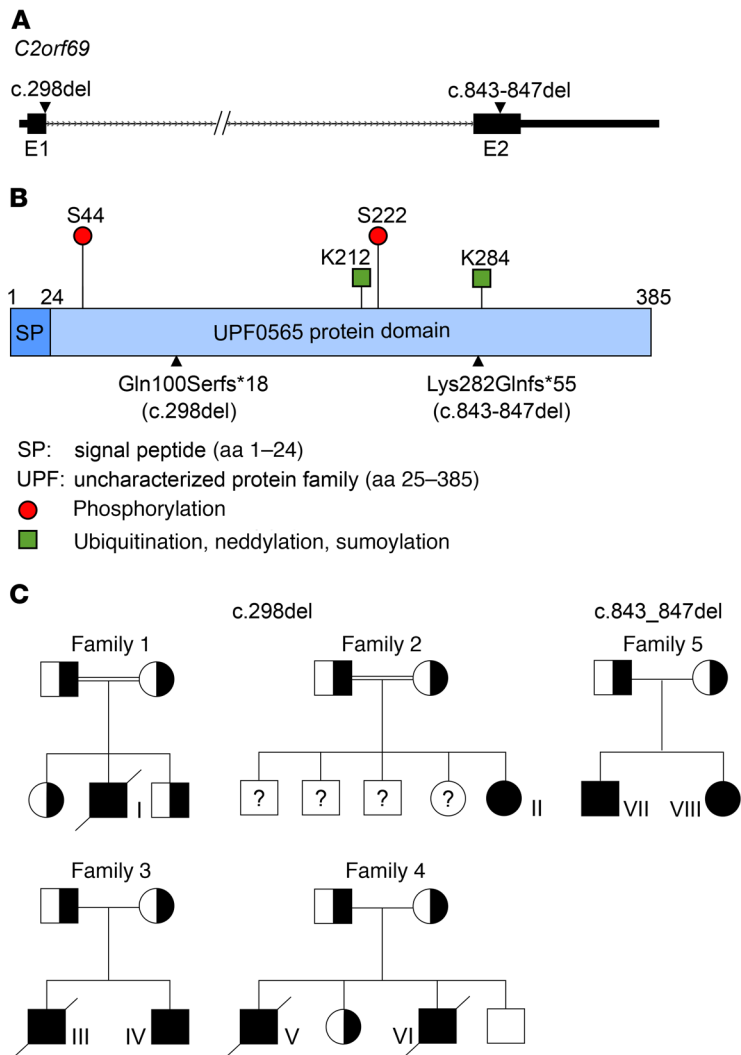 A
C2orf69
c.298del
c.843-847del
E1
E2
B
S44
S222
K212
K284
1
24
385
SP
UPF0565 protein domain
Gln100Serfs*18
(c.298del)
Lys282Glnfs*55
(c.843-847del)
SP: signal peptide (aa 1–24)
UPF: uncharacterized protein family (aa 25–385)
Phosphorylation
Ubiquitination, neddylation, sumoylation
C
c.298del
c.843_847del
Family 1
Family 2
Family 5
I
?
?
?
?
II
VII
VIII
Family 3
Family 4
III
IV
V
VI